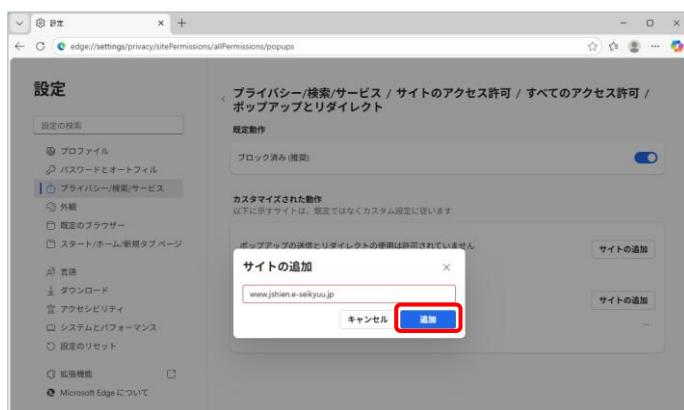 設定
edge://settings/privacy/sitePermissions/allPermissions/popups
設定
設定の検索
プロファイル
パスワードとオートフィル
プライバシー/検索/サービス
外観
既定のブラウザー
スタート/ホーム/新規タブ ページ
言語
ダウンロード
アクセシビリティ
システムとパフォーマンス
設定のリセット
拡張機能
Microsoft Edge について
プライバシー/検索/サービス / サイトのアクセス許可 / すべてのアクセス許可 /
ポップアップとリダイレクト
既定動作
ブロック済み (推奨)
カスタマイズされた動作
以下に示すサイトは、既定ではなくカスタム設定に従います
ポップアップの送信とリダイレクトの使用は許可されていません
サイトの追加
サイトの追加
www.jshien.e-seikyuu.jp
キャンセル
追加
サイトの追加